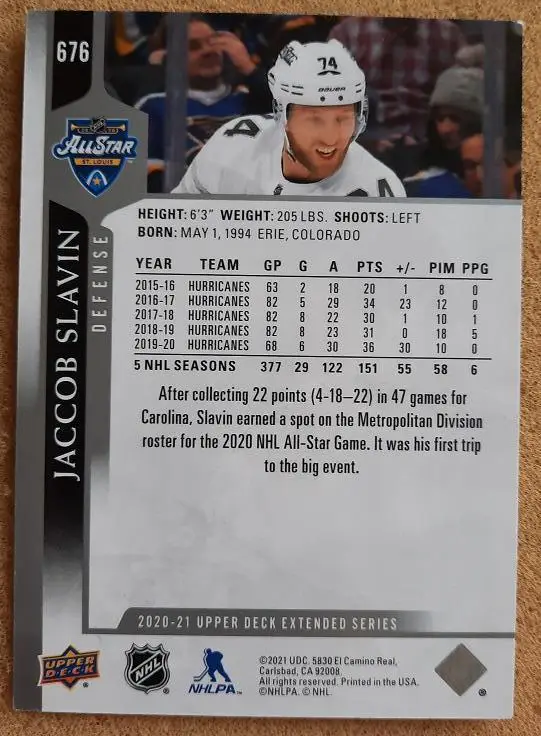 676
74
BAUER
4
NHL
ALL STAR
ST. LOUIS
JACCOB SLAVIN
DEFENSE
HEIGHT: 6'3" WEIGHT: 205 LBS. SHOOTS: LEFT
BORN: MAY 1, 1994 ERIE, COLORADO
YEAR TEAM GP G A PTS +/- PIM PPG
2015-16 HURRICANES 63 2 18 20 1 8 0
2016-17 HURRICANES 82 5 29 34 23 12 0
2017-18 HURRICANES 82 8 22 30 1 10 1
2018-19 HURRICANES 82 8 23 31 0 18 5
2019-20 HURRICANES 68 6 30 36 30 10 0
5 NHL SEASONS 377 29 122 151 55 58 6
After collecting 22 points (4-18—22) in 47 games for
Carolina, Slavin earned a spot on the Metropolitan Division
roster for the 2020 NHL All-Star Game. It was his first trip
to the big event.
2020-21 UPPER DECK EXTENDED SERIES
UPPER DECK
NHL
NHLPA
©2021 UDC. 5830 El Camino Real,
Carlsbad, CA 92008.
All rights reserved. Printed in the USA.
©NHLPA. © NHL.